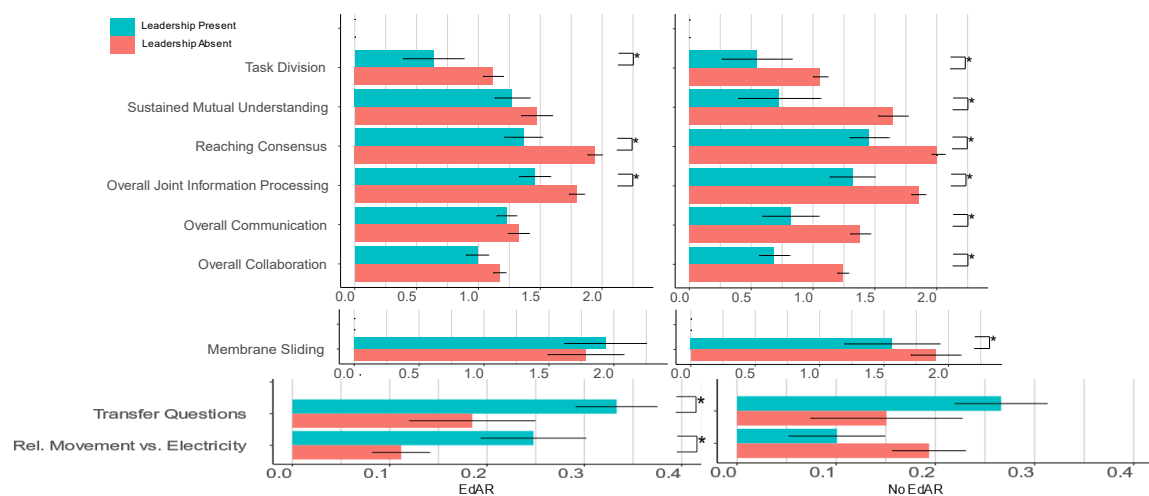 Leadership Present
Leadership Absent
Task Division
*
*
Sustained Mutual Understanding
*
Reaching Consensus
*
*
Overall Joint Information Processing
*
*
Overall Communication
*
Overall Collaboration
*
0.0 0.5 1.0 1.5 2.0
0.0 0.5 1.0 1.5 2.0
Membrane Sliding
*
0.0 0.5 1.0 1.5 2.0
0.0 0.5 1.0 1.5 2.0
Transfer Questions
*
Rel. Movement vs. Electricity
*
0.0 0.1 0.2 0.3 0.4
0.0 0.1 0.2 0.3 0.4
EdAR
No EdAR